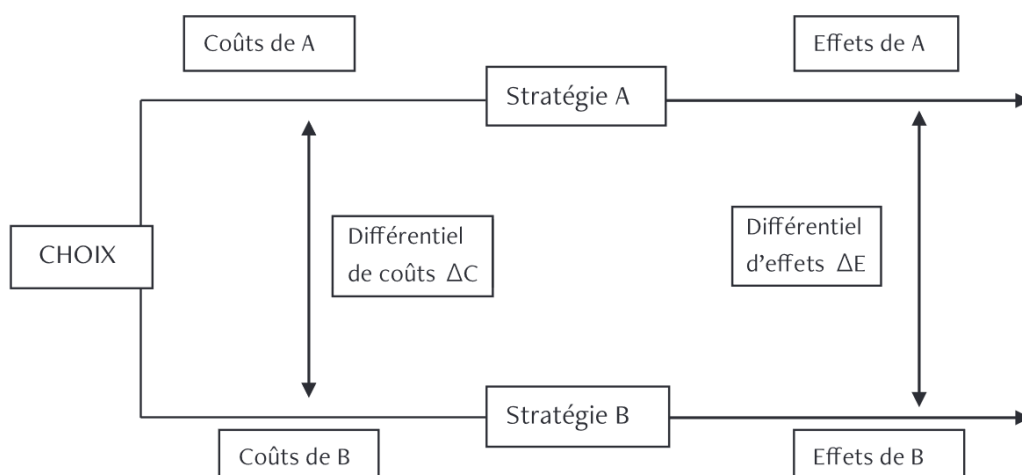 Coûts de A
Effets de A
Stratégie A
CHOIX
Différentiel
de coûts ΔC
Différentiel
d'effets ΔE
Stratégie B
Coûts de B
Effets de B